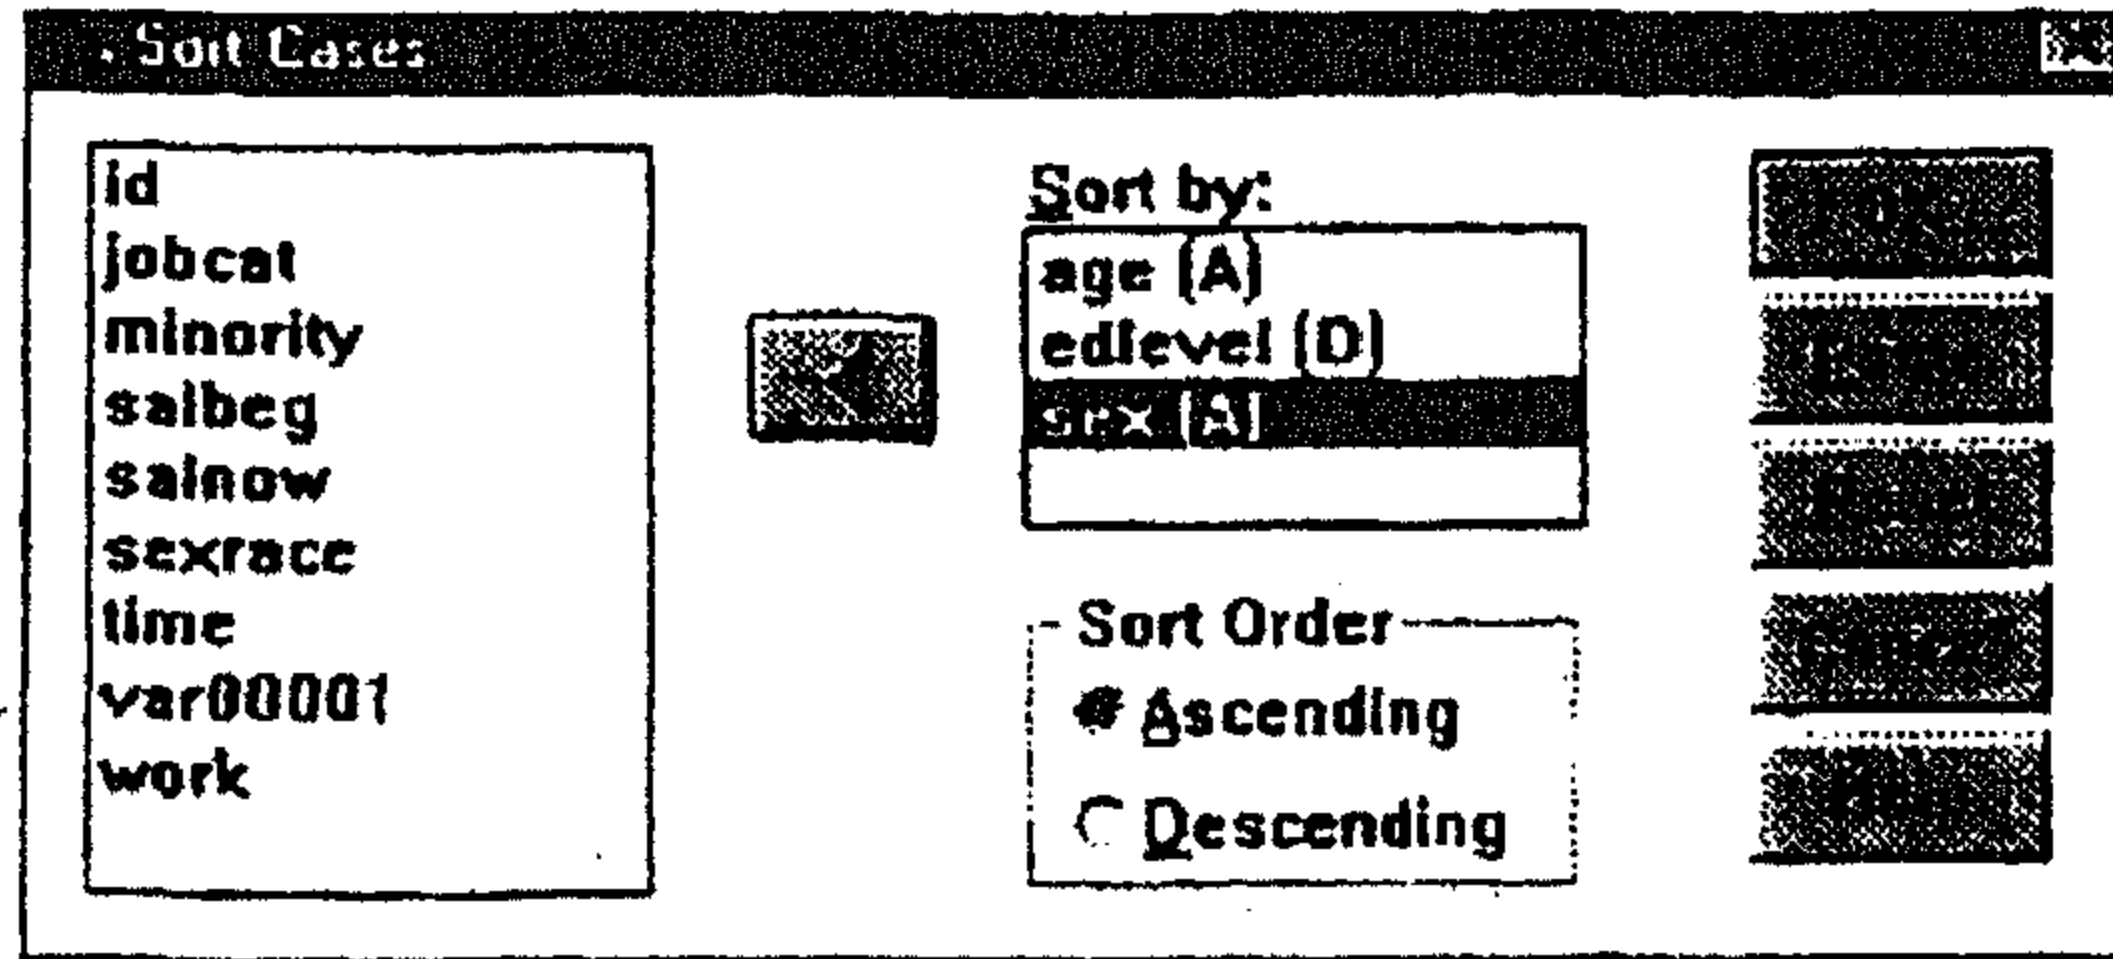 Sort Cases
id
jobcat
minority
salbeg
salnow
sexrace
time
var00001
work
Sort by:
age (A)
edlevel (D)
sex (A)
Sort Order
Ascending
Descending